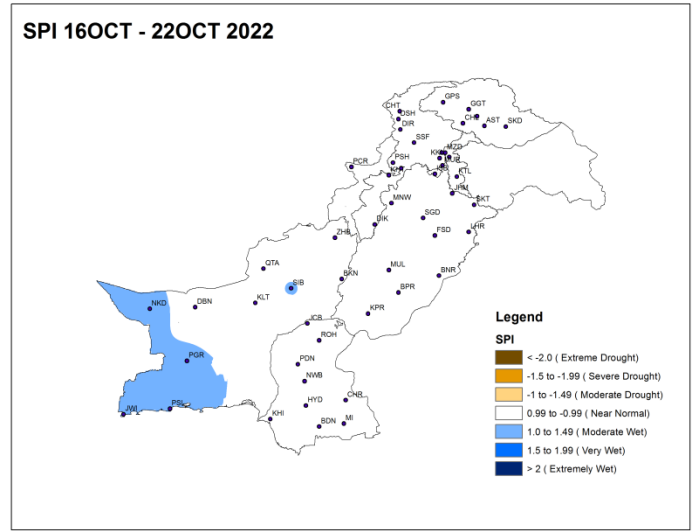 SPI 16OCT - 22OCT 2022
GPS
CHT
GGT
DSH
DIR
CHL
AST
SKD
SSF
MZD
PCR
PSH
KTL
JHM
MNW
SKT
DIK
SGD
ZHB
FSD
LHR
QTA
MUL
BKN
BNR
SIB
BPR
NKD
DBN
KLT
KPR
JCB
ROH
PGR
PDN
NWB
CHR
HYD
JWI
PSL
KHI
BDN
MI
Legend
SPI
< -2.0 ( Extreme Drought)
-1.5 to -1.99 ( Severe Drought)
-1 to -1.49 ( Moderate Drought)
0.99 to -0.99 ( Near Normal)
1.0 to 1.49 ( Moderate Wet)
1.5 to 1.99 ( Very Wet)
> 2 ( Extremely Wet)